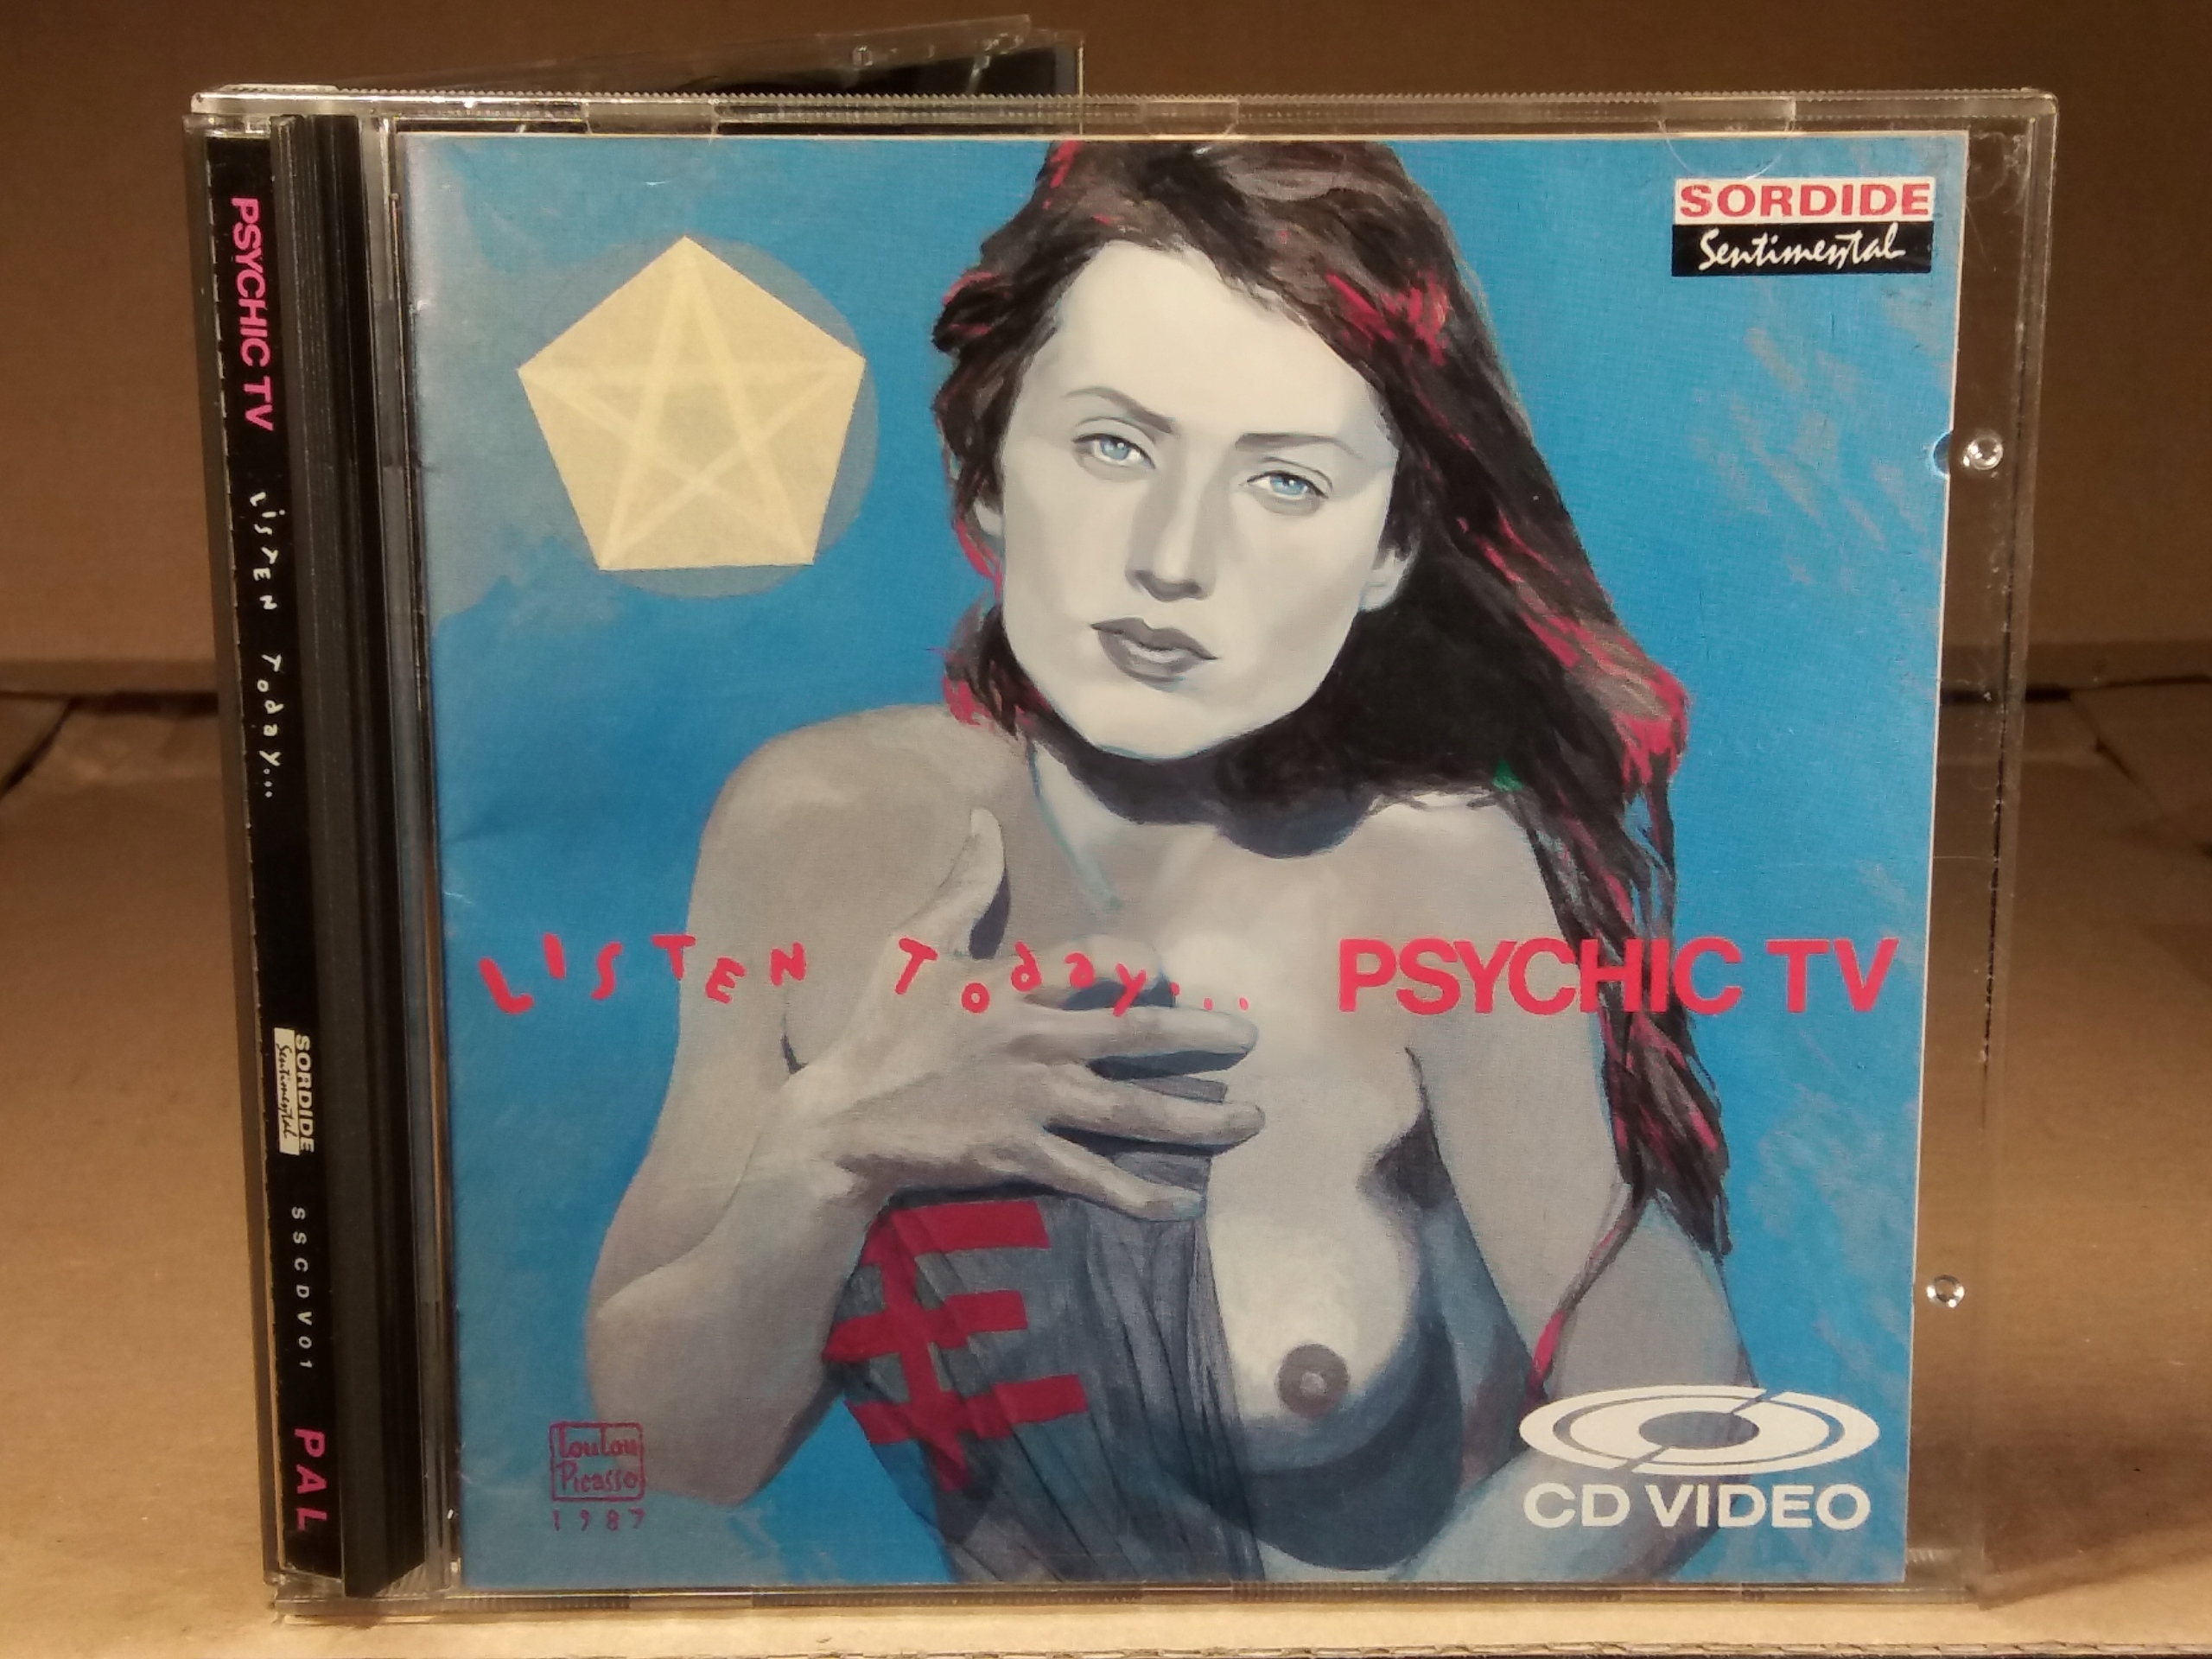 PSYCHIC TV LisTEN Today...
SORDIDE
Sentimental
SSCDV01
PAL
SORDIDE
Sentimental
LISTEN Today... PSYCHIC TV
LouLou
Picasso
1987
CD VIDEO